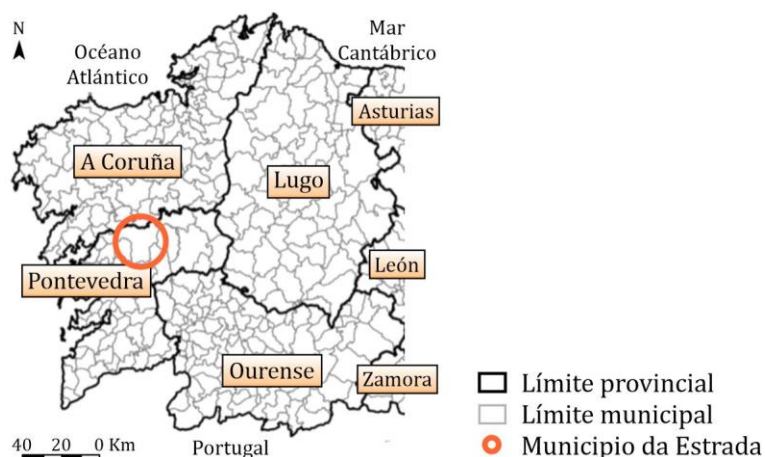 N
Océano
Atlántico
Mar
Cantábrico
Asturias
A Coruña
Lugo
León
Pontevedra
Ourense
Zamora
40 20 0 Km
Portugal
Límite provincial
Límite municipal
Municipio da Estrada